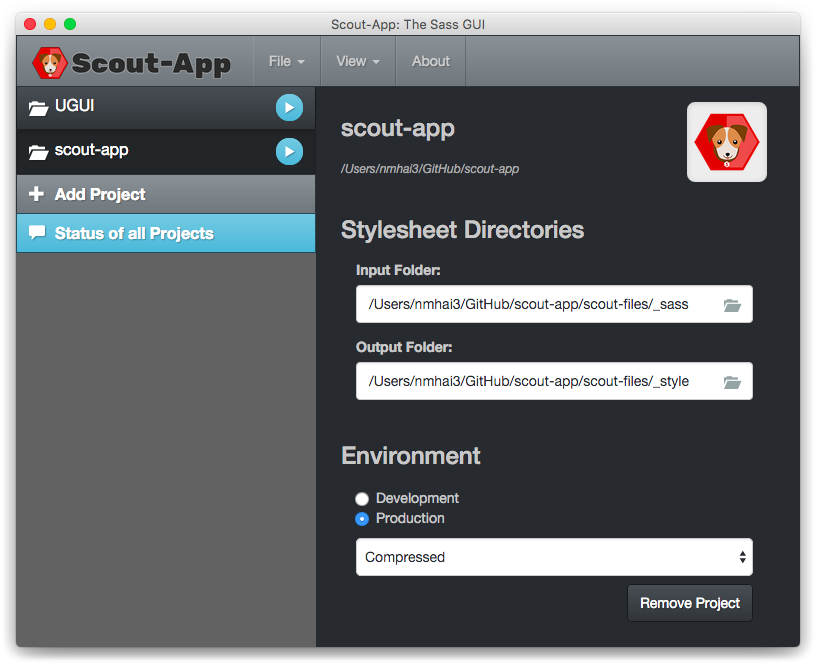 Scout-App: The Sass GUI
Scout-App
File
View
About
UGUI
scout-app
Add Project
Status of all Projects
scout-app
/Users/nmhai3/GitHub/scout-app
Stylesheet Directories
Input Folder:
/Users/nmhai3/GitHub/scout-app/scout-files/_sass
Output Folder:
/Users/nmhai3/GitHub/scout-app/scout-files/_style
Environment
Development
Production
Compressed
Remove Project